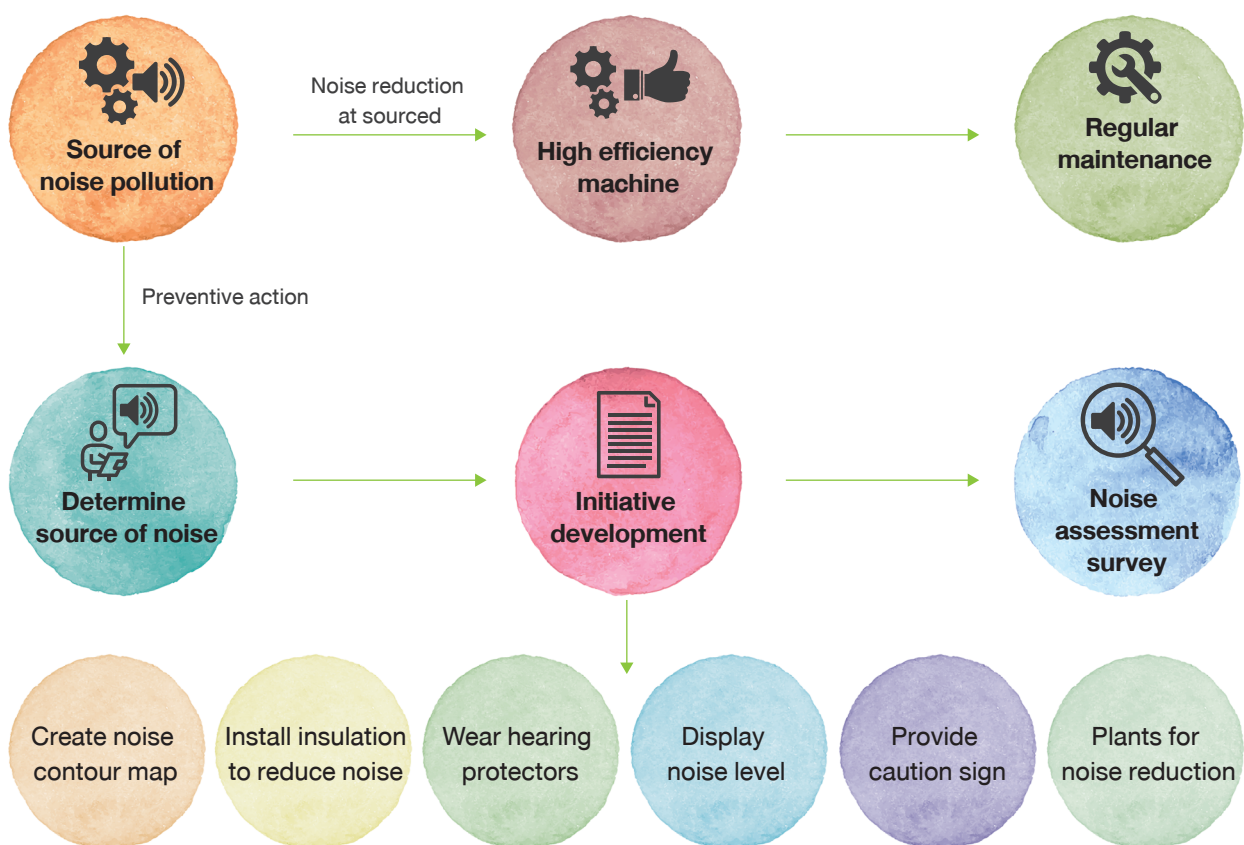 Source of
noise pollution
Noise reduction
at sourced
High efficiency
machine
Regular
maintenance
Preventive action
Determine
source of noise
Initiative
development
Noise
assessment
survey
Create noise
contour map
Install insulation
to reduce noise
Wear hearing
protectors
Display
noise level
Provide
caution sign
Plants for
noise reduction